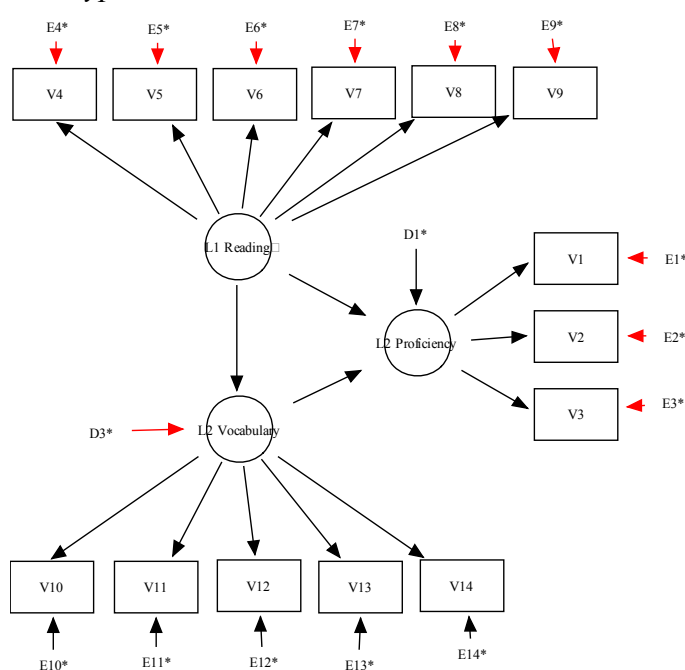 E4* E5* E6* E7* E8* E9*
V4 V5 V6 V7 V8 V9
L1 Reading□
D1*
V1 E1*
V2 E2*
L2 Proficiency
V3 E3*
L2 Vocabulary
D3*
V10 V11 V12 V13 V14
E10* E11* E12* E13* E14*